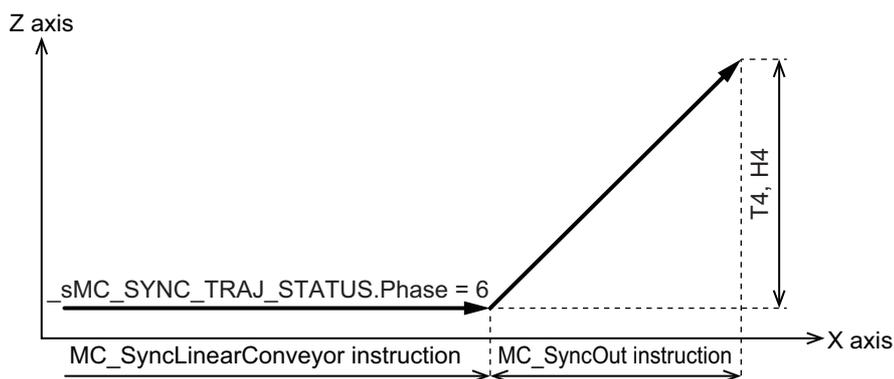 Z axis
T4, H4
_sMC_SYNC_TRAJ_STATUS.Phase = 6
X axis
MC_SyncLinearConveyor instruction
MC_SyncOut instruction